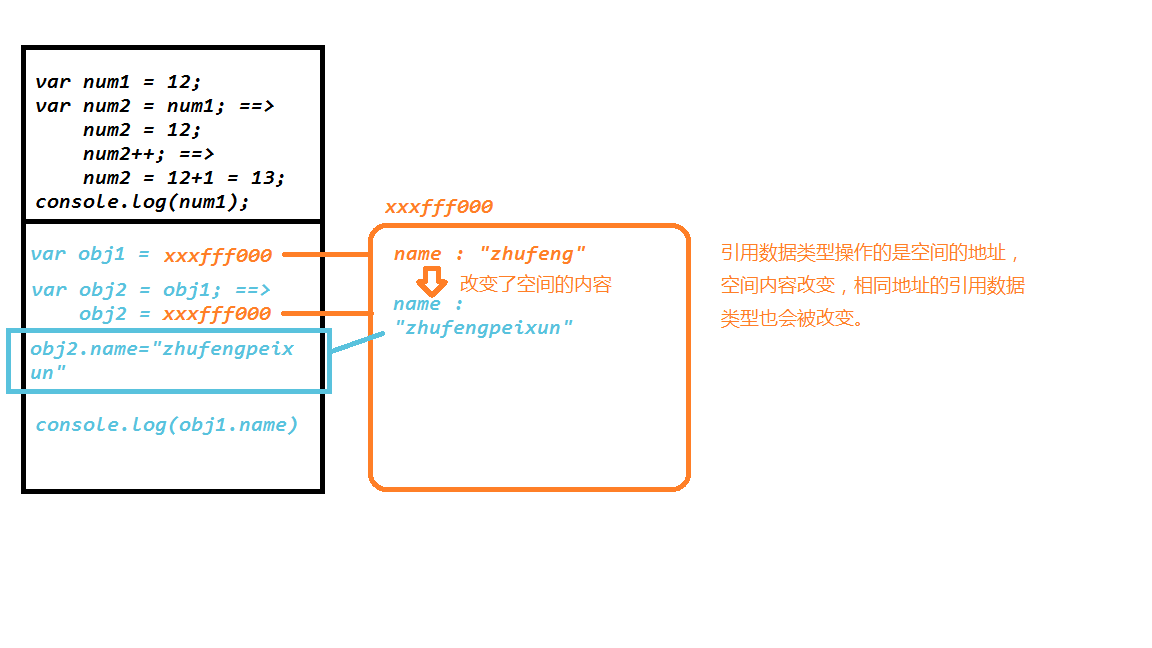 var num1 = 12;
var num2 = num1; ==>
num2 = 12;
num2++; ==>
num2 = 12+1 = 13;
console.log(num1);
var obj1 = xxxfff000
var obj2 = obj1; ==>
obj2 = xxxfff000
obj2.name="zhufengpeix
un"
console.log(obj1.name)
xxxfff000
name : "zhufeng"
改变了空间的内容
name :
"zhufengpeixun"
引用数据类型操作的是空间的地址，
空间内容改变，相同地址的引用数据
类型也会被改变。